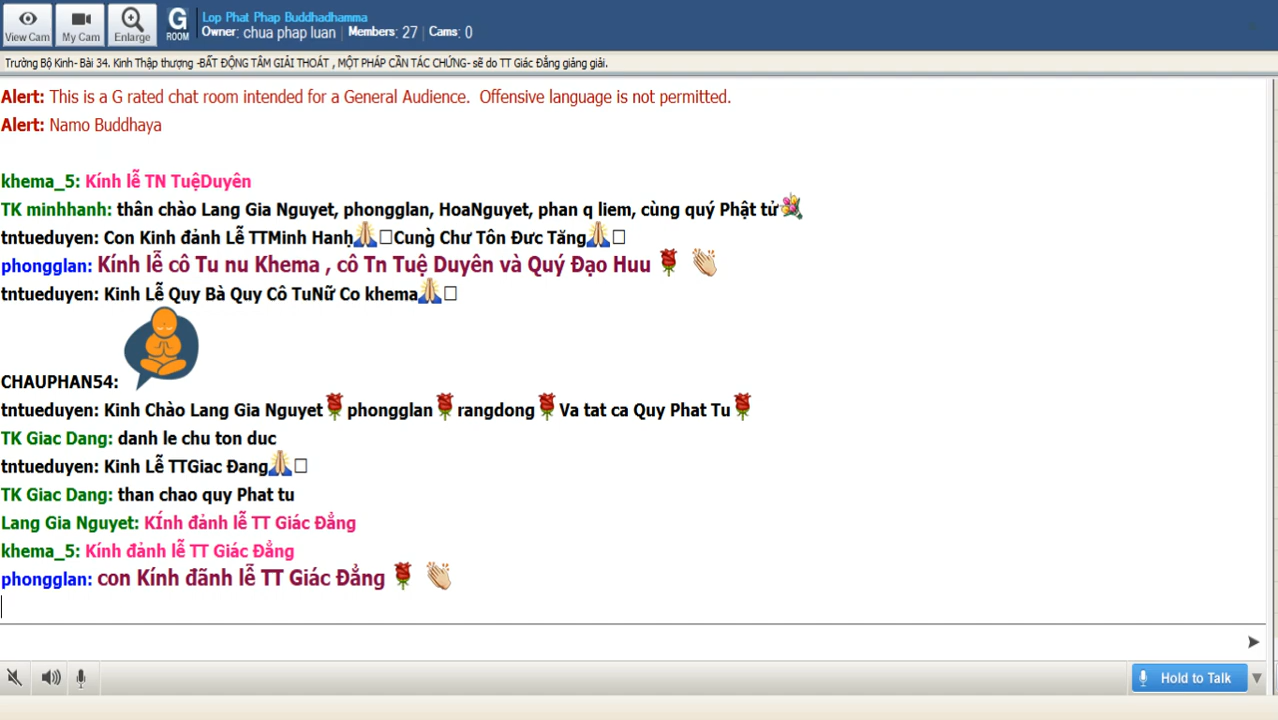 View Cam
My Cam
Enlarge
G
ROOM
Lop Phat Phap Buddhadhamma
Owner: chua phap luan | Members: 27 | Cams: 0
Trường Bộ Kinh- Bài 34. Kinh Thập thượng -BẤT ĐỘNG TÂM GIẢI THOÁT , MỘT PHÁP CẦN TÁC CHỨNG- sẽ do TT Giác Đẳng giảng giải.
Alert: This is a G rated chat room intended for a General Audience. Offensive language is not permitted.
Alert: Namo Buddhaya
khema_5: Kính lễ TN TuệDuyên
TK minhhanh: thân chào Lang Gia Nguyet, phongglan, HoaNguyet, phan q liem, cùng quý Phật tử
tntueduyen: Con Kinh đảnh Lễ TTMinh Hanḥ Cung̀ Chư Tôn Đưc Tăng
phongglan: Kính lễ cô Tu nu Khema , cô Tn Tuệ Duyên và Quý Đạo Huu
tntueduyen: Kinh Lễ Quy Bà Quy Cô TuNữ Co khema
CHAUPHAN54:
tntueduyen: Kinh Chào Lang Gia Nguyet phongglan rangdong Va tat ca Quy Phat Tu
TK Giac Dang: danh le chu ton duc
tntueduyen: Kinh Lễ TTGiac Đang
TK Giac Dang: than chao quy Phat tu
Lang Gia Nguyet: KÍnh đảnh lễ TT Giác Đẳng
khema_5: Kính đảnh lễ TT Giác Đẳng
phongglan: con Kính đãnh lễ TT Giác Đẳng
Hold to Talk